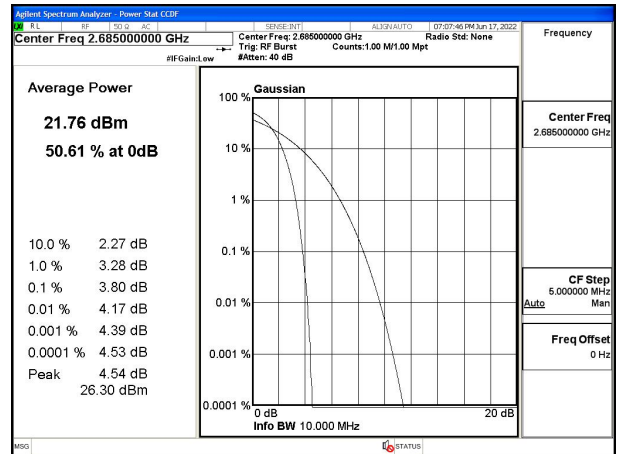 Agilent Spectrum Analyzer - Power Stat CCDF
RL RF 50 Ω AC SENSE:INT ALIGN AUTO 07:07:46 PM Jun 17, 2022
Center Freq 2.685000000 GHz
Center Freq: 2.685000000 GHz Radio Std: None
Trig: RF Burst Counts:1.00 M/1.00 Mpt
#IFGain:Low #Atten: 40 dB
Frequency
Average Power
21.76 dBm
50.61 % at 0dB
10.0 % 2.27 dB
1.0 % 3.28 dB
0.1 % 3.80 dB
0.01 % 4.17 dB
0.001 % 4.39 dB
0.0001 % 4.53 dB
Peak 4.54 dB
26.30 dBm
Gaussian
100 %
10 %
1 %
0.1 %
0.01 %
0.001 %
0.0001 %
0 dB 20 dB
Info BW 10.000 MHz
Center Freq
2.685000000 GHz
CF Step
5.000000 MHz
Auto Man
Freq Offset
0 Hz
MSG STATUS